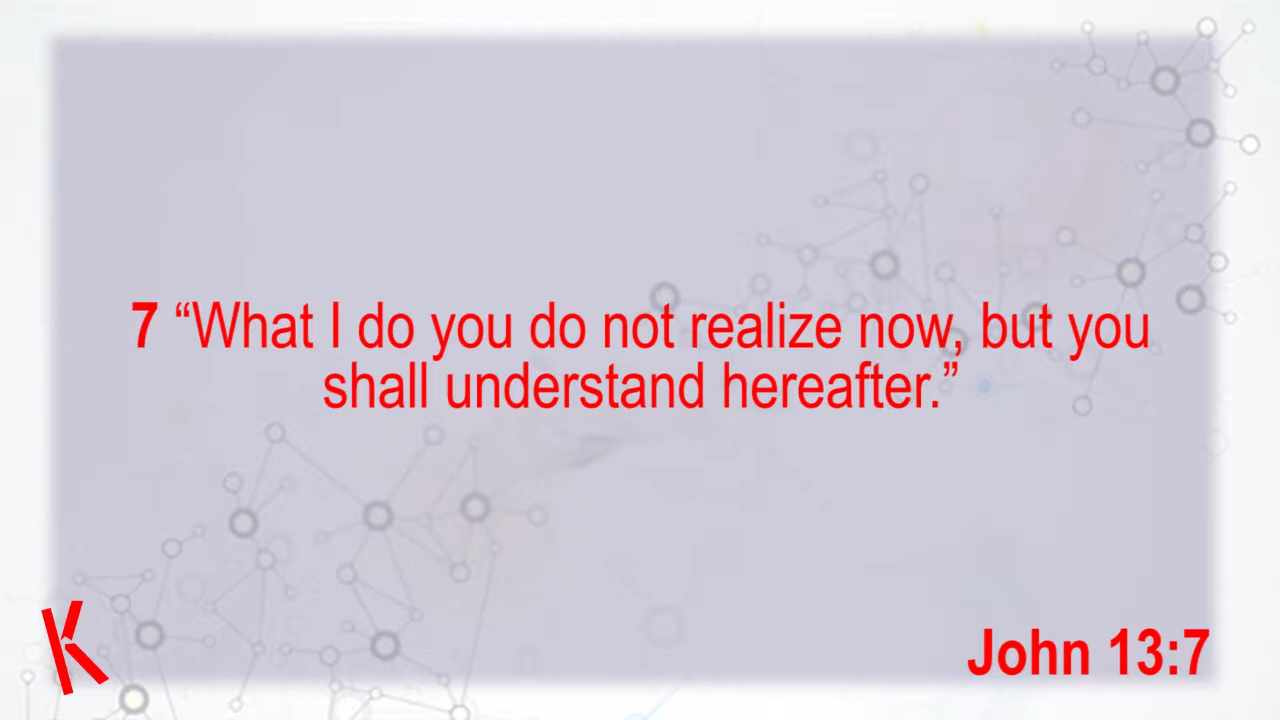 7 “What I do you do not realize now, but you
shall understand hereafter.”
K
John 13:7